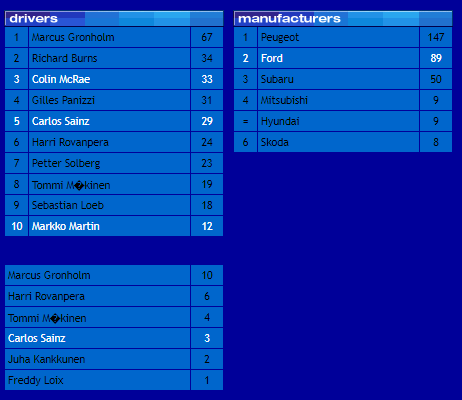 drivers
1 Marcus Gronholm 67
2 Richard Burns 34
3 Colin McRae 33
4 Gilles Panizzi 31
5 Carlos Sainz 29
6 Harri Rovanpera 24
7 Petter Solberg 23
8 Tommi M�kinen 19
9 Sebastian Loeb 18
10 Markko Martin 12
manufacturers
1 Peugeot 147
2 Ford 89
3 Subaru 50
4 Mitsubishi 9
= Hyundai 9
6 Skoda 8
Marcus Gronholm 10
Harri Rovanpera 6
Tommi M�kinen 4
Carlos Sainz 3
Juha Kankkunen 2
Freddy Loix 1